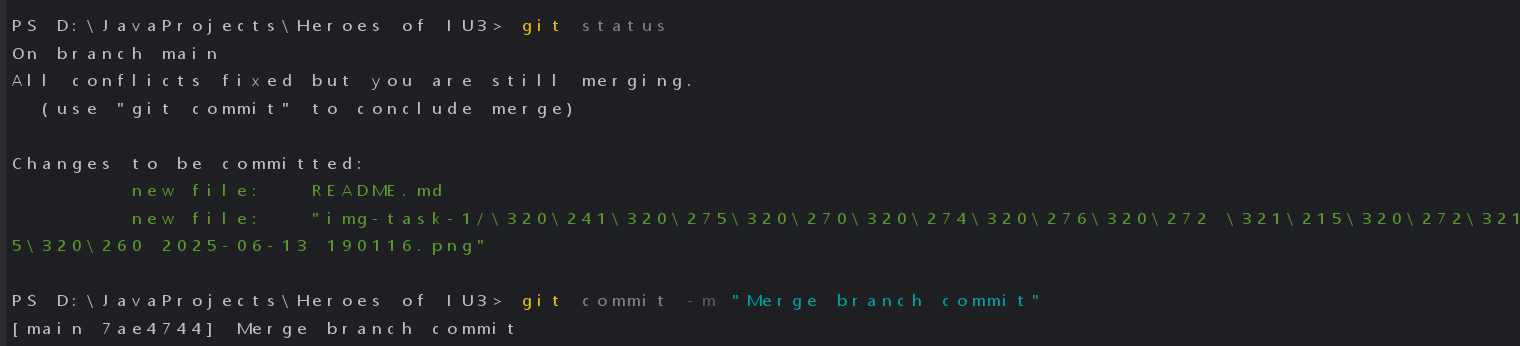 PS D:\JavaProjects\Heroes of IU3> git status
On branch main
All conflicts fixed but you are still merging.
  (use "git commit" to conclude merge)
Changes to be committed:
        new file:   README.md
        new file:   "img-task-1/\320\241\320\275\320\270\320\274\320\276\320\272 \321\215\320\272\321
5\320\260 2025-06-13 190116.png"
PS D:\JavaProjects\Heroes of IU3> git commit -m "Merge branch commit"
[main 7ae4744] Merge branch commit